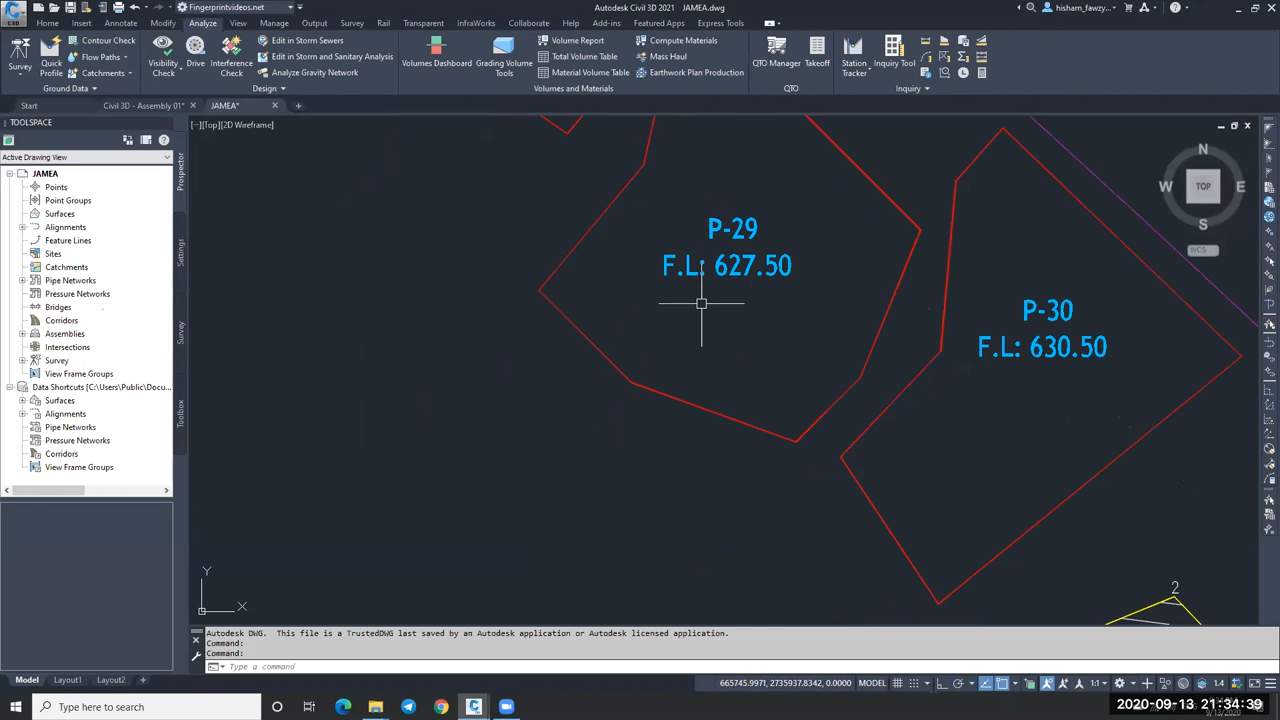 Fingerprintvideos.net
Autodesk Civil 3D 2021 JAMEA.dwg
hisham_fawzy...
Home Insert Annotate Modify Analyze View Manage Output Survey Rail Transparent InfraWorks Collaborate Help Add-ins Featured Apps Express Tools
Survey
Quick Profile
Contour Check
Flow Paths
Catchments
Ground Data
Visibility Check
Drive
Interference Check
Edit in Storm Sewers
Edit in Storm and Sanitary Analysis
Analyze Gravity Network
Design
Volumes Dashboard
Grading Volume Tools
Volume Report
Total Volume Table
Material Volume Table
Compute Materials
Mass Haul
Earthwork Plan Production
Volumes and Materials
QTO Manager
Takeoff
QTO
Station Tracker
Inquiry Tool
Inquiry
Start Civil 3D - Assembly 01* JAMEA*
TOOLSPACE
Active Drawing View
JAMEA
Points
Point Groups
Surfaces
Alignments
Feature Lines
Sites
Catchments
Pipe Networks
Pressure Networks
Bridges
Corridors
Assemblies
Intersections
Survey
View Frame Groups
Data Shortcuts [C:\Users\Public\Docu...
Surfaces
Alignments
Pipe Networks
Pressure Networks
Corridors
View Frame Groups
Prospector
Settings
Survey
Toolbox
[−][Top][2D Wireframe]
N
W TOP E
S
WCS
P-29
F.L: 627.50
P-30
F.L: 630.50
2
Y
X
Autodesk DWG. This file is a TrustedDWG last saved by an Autodesk application or Autodesk licensed application.
Command:
Command:
Type a command
Model Layout1 Layout2
665745.9971, 2735937.8342, 0.0000 MODEL 1:1 1.4
Type here to search
2020-09-13 21:34:39